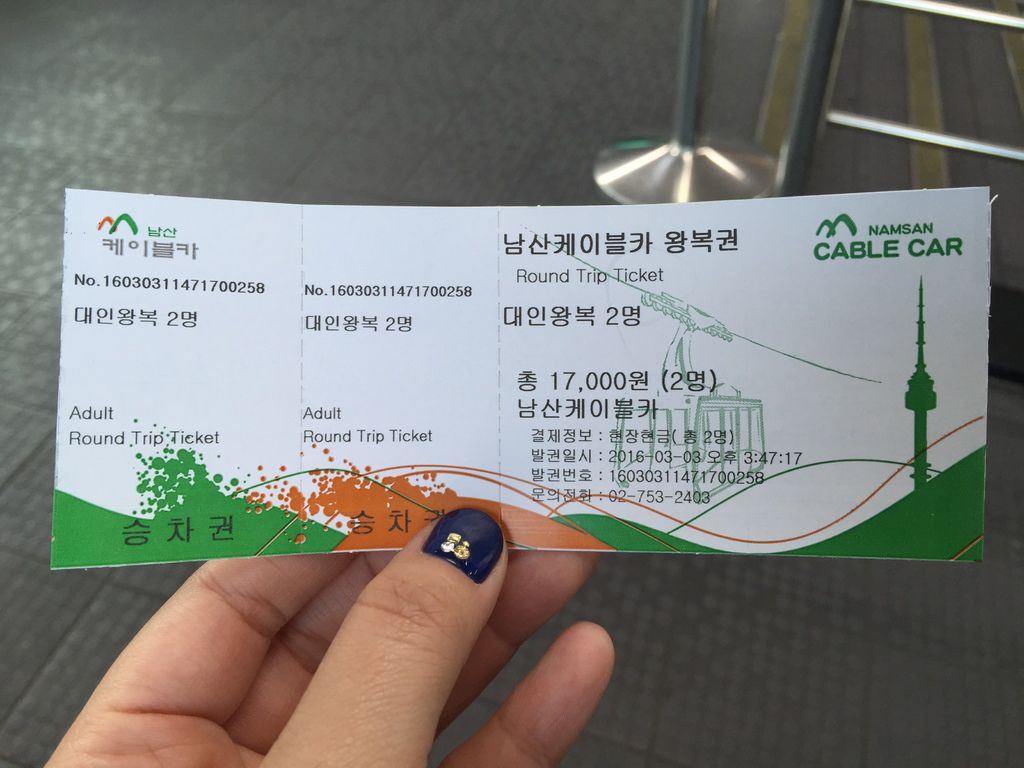 남산
케이블카
No.16030311471700258
대인왕복 2명
Adult
Round Trip Ticket
승차권
No.16030311471700258
대인왕복 2명
Adult
Round Trip Ticket
승차
남산케이블카 왕복권
Round Trip Ticket
대인왕복 2명
총 17,000원 (2명)
남산케이블카
결제정보 : 현장현금( 총 2명)
발권일시 : 2016-03-03 오후 3:47:17
발권번호 : 16030311471700258
문의전화 : 02-753-2403
NAMSAN
CABLE CAR